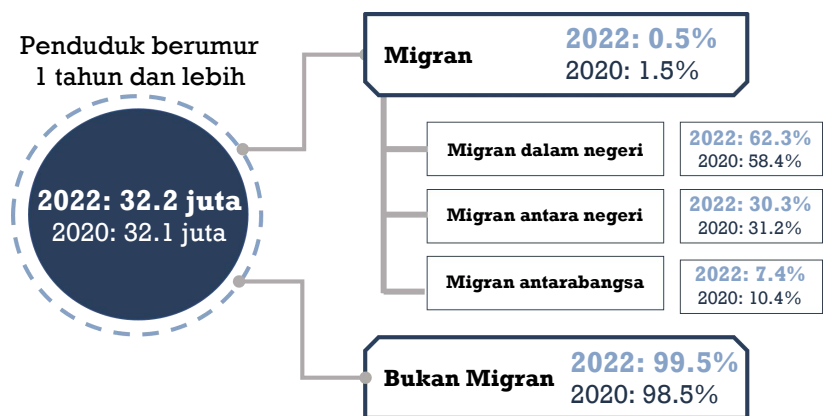 Penduduk berumur
1 tahun dan lebih
2022: 32.2 juta
2020: 32.1 juta
Migran
2022: 0.5%
2020: 1.5%
Migran dalam negeri
2022: 62.3%
2020: 58.4%
Migran antara negeri
2022: 30.3%
2020: 31.2%
Migran antarabangsa
2022: 7.4%
2020: 10.4%
Bukan Migran
2022: 99.5%
2020: 98.5%